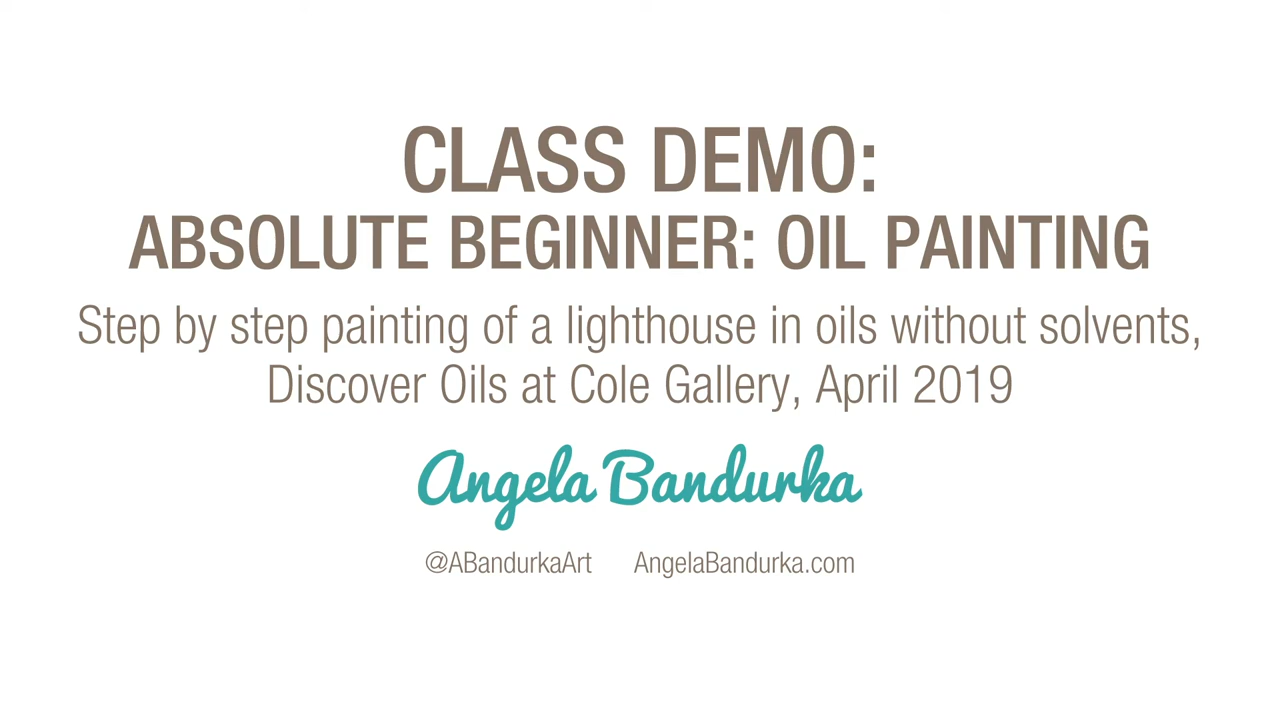 CLASS DEMO:
ABSOLUTE BEGINNER: OIL PAINTING
Step by step painting of a lighthouse in oils without solvents,
Discover Oils at Cole Gallery, April 2019
Angela Bandurka
@ABandurkaArt AngelaBandurka.com